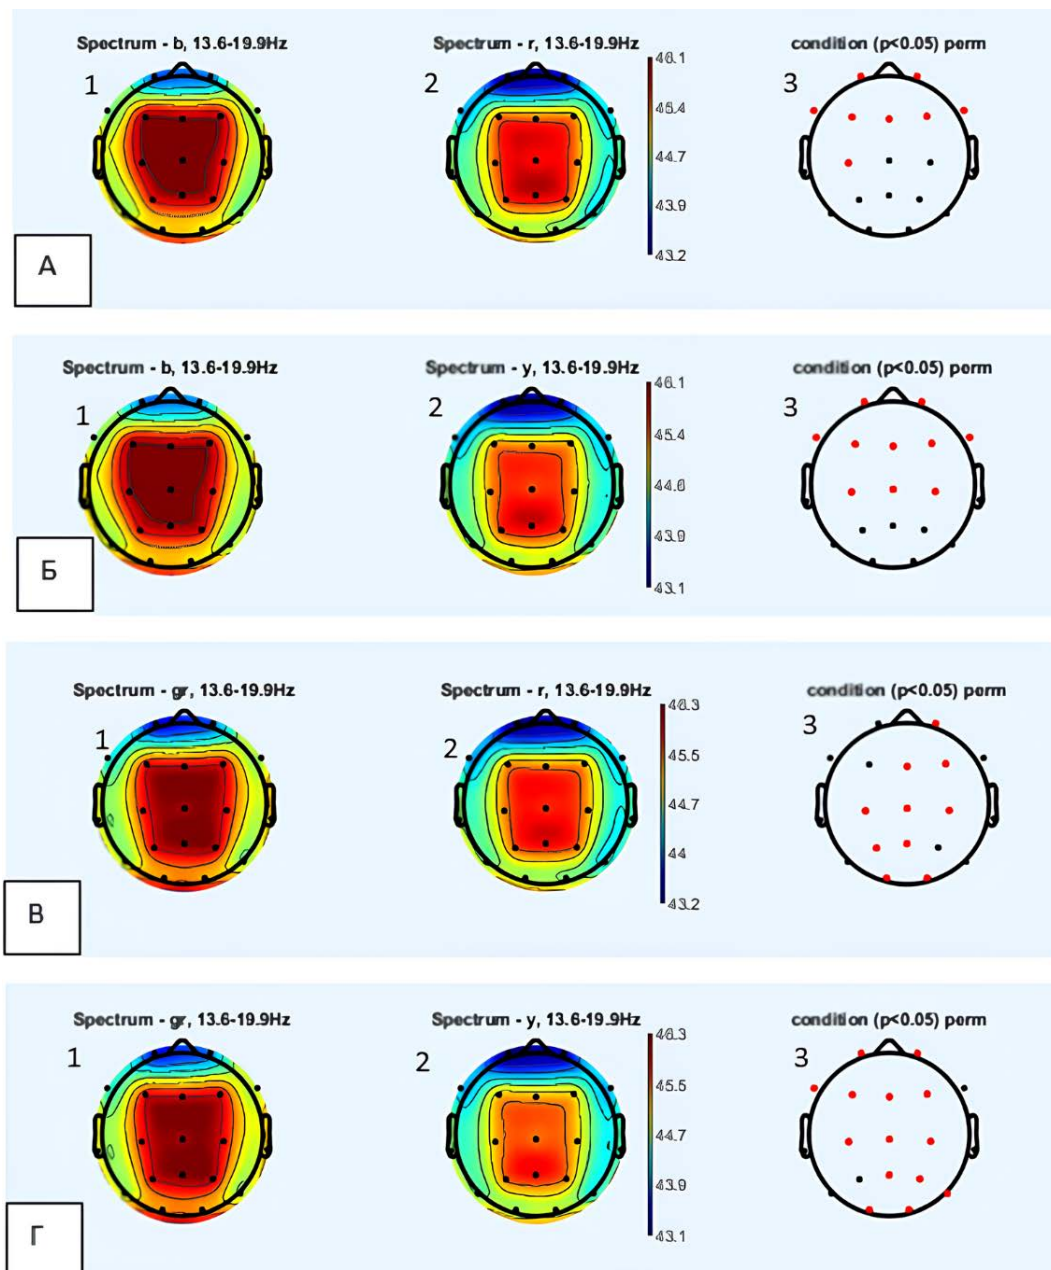 Spectrum - b, 13.6-19.9Hz Spectrum - r, 13.6-19.9Hz condition (p<0.05) perm
1 2 3
46.1
45.4
44.7
43.9
43.2
А
Spectrum - b, 13.6-19.9Hz Spectrum - y, 13.6-19.9Hz condition (p<0.05) perm
1 2 3
46.1
45.4
44.6
43.9
43.1
Б
Spectrum - gr, 13.6-19.9Hz Spectrum - r, 13.6-19.9Hz condition (p<0.05) perm
1 2 3
46.3
45.5
44.7
44
43.2
В
Spectrum - gr, 13.6-19.9Hz Spectrum - y, 13.6-19.9Hz condition (p<0.05) perm
1 2 3
46.3
45.5
44.7
43.9
43.1
Г